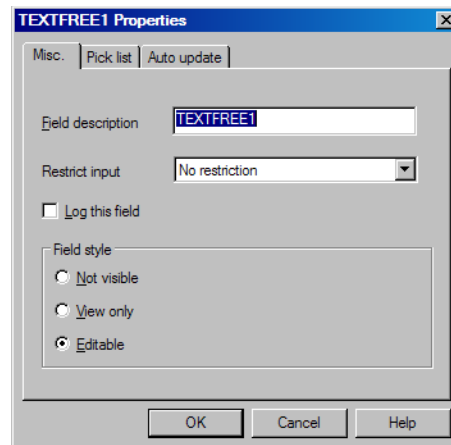 TEXTFREE1 Properties
Misc. Pick list Auto update
Field description TEXTFREE1
Restrict input No restriction
Log this field
Field style
Not visible
View only
Editable
OK Cancel Help